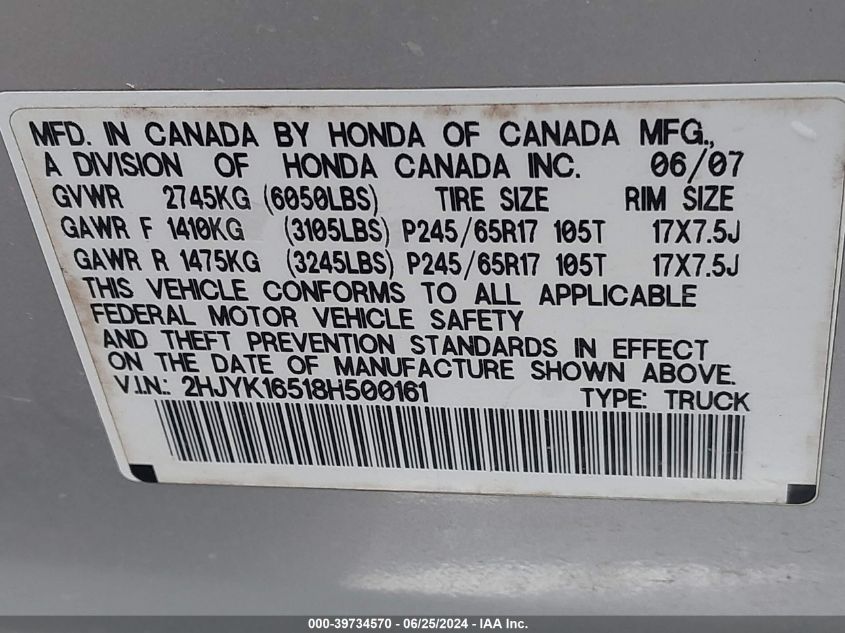 MFD. IN CANADA BY HONDA OF CANADA MFG.,
A DIVISION OF HONDA CANADA INC. 06/07
GVWR 2745KG (6050LBS) TIRE SIZE RIM SIZE
GAWR F 1410KG (3105LBS) P245/65R17 105T 17X7.5J
GAWR R 1475KG (3245LBS) P245/65R17 105T 17X7.5J
THIS VEHICLE CONFORMS TO ALL APPLICABLE
FEDERAL MOTOR VEHICLE SAFETY
AND THEFT PREVENTION STANDARDS IN EFFECT
ON THE DATE OF MANUFACTURE SHOWN ABOVE.
V.I.N.: 2HJYK16518H500161 TYPE: TRUCK
000-39734570 - 06/25/2024 - IAA Inc.